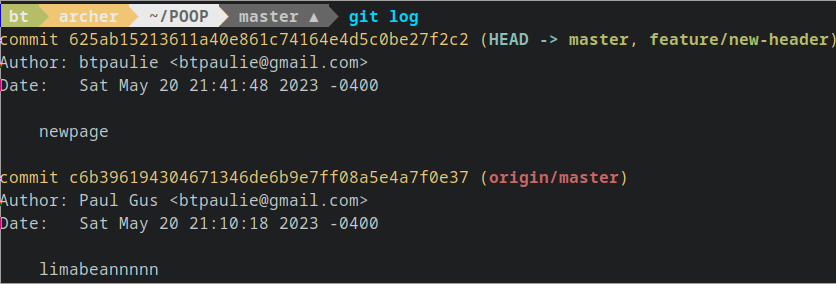 bt archer ~/POOP master ▲ git log
commit 625ab15213611a40e861c74164e4d5c0be27f2c2 (HEAD -> master, feature/new-header)
Author: btpaulie <btpaulie@gmail.com>
Date:   Sat May 20 21:41:48 2023 -0400
newpage
commit c6b396194304671346de6b9e7ff08a5e4a7f0e37 (origin/master)
Author: Paul Gus <btpaulie@gmail.com>
Date:   Sat May 20 21:10:18 2023 -0400
limabeannnnn